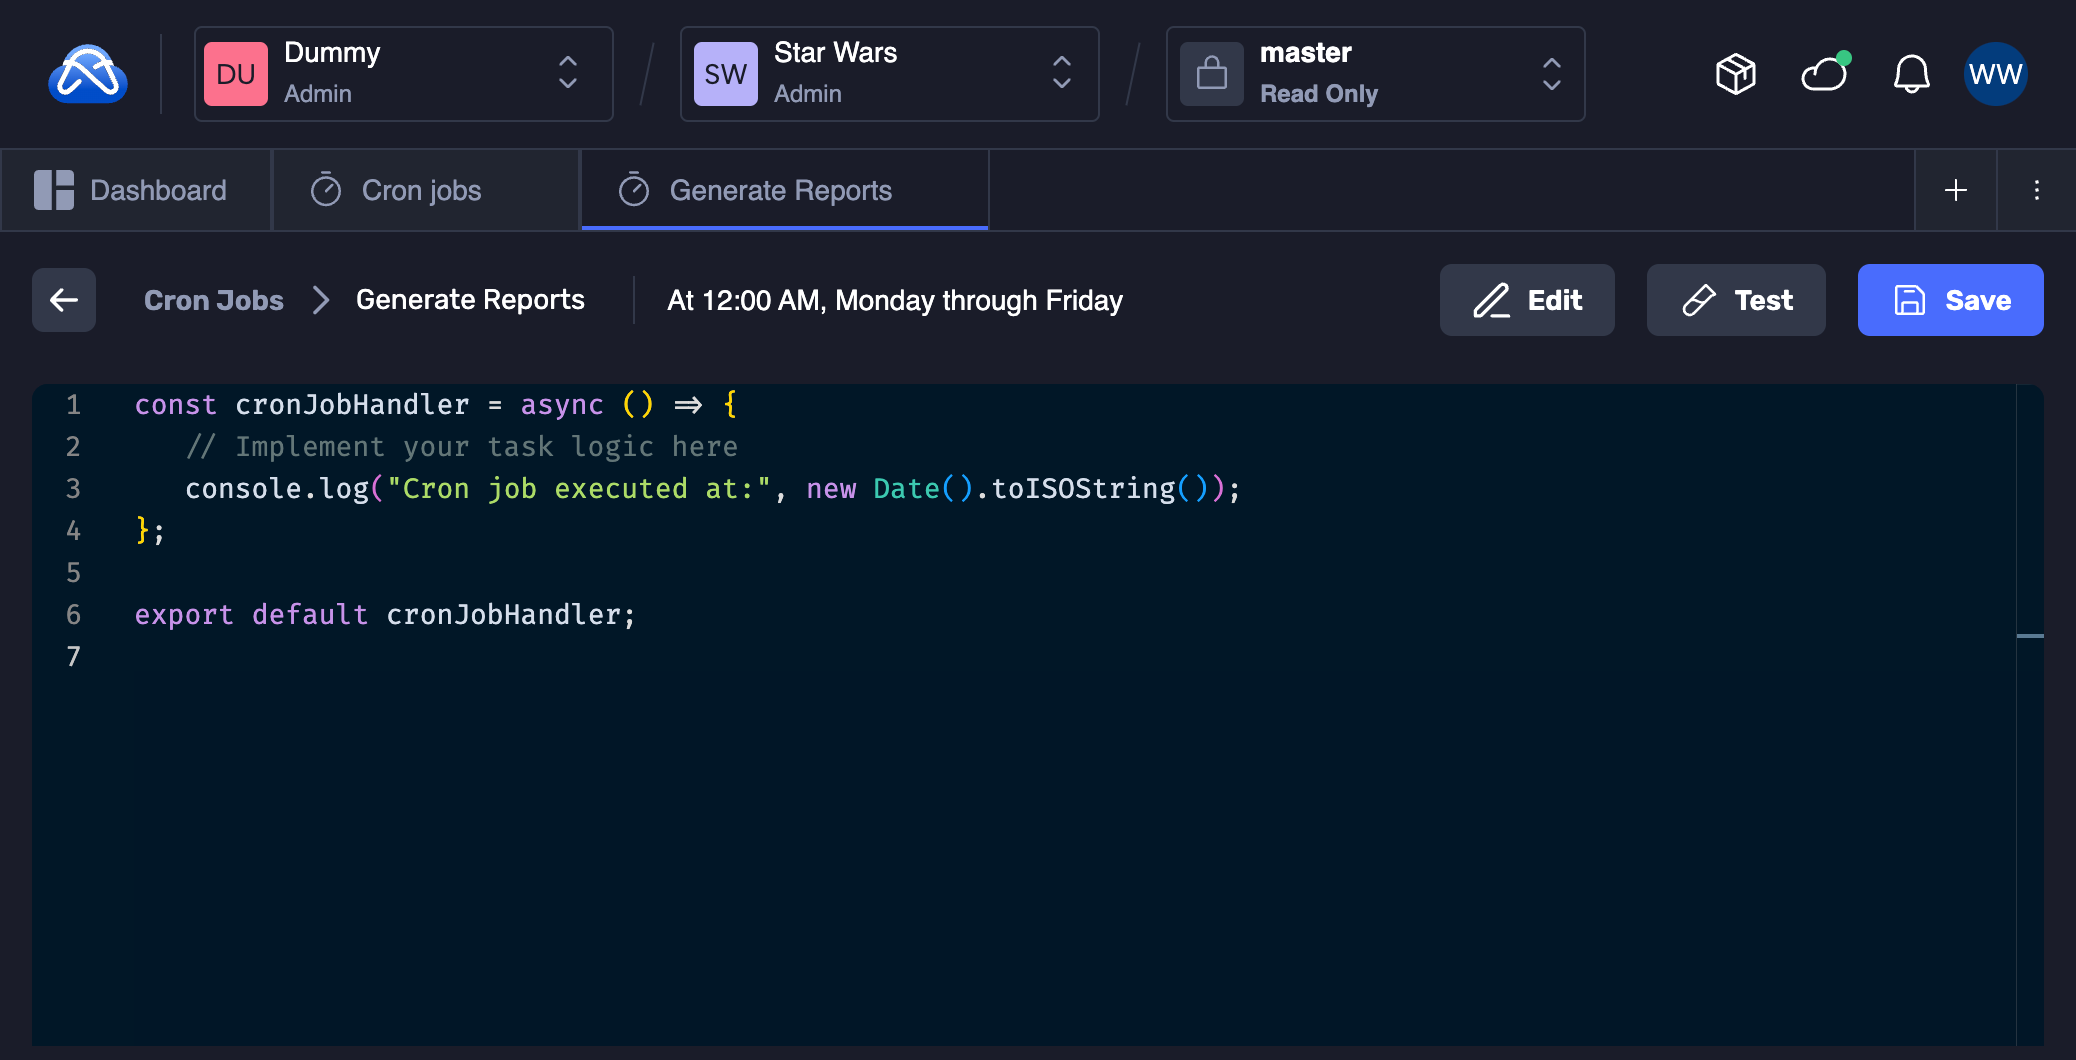 DU
Dummy
Admin
SW
Star Wars
Admin
master
Read Only
WW
Dashboard
Cron jobs
Generate Reports
Cron Jobs
Generate Reports
At 12:00 AM, Monday through Friday
Edit
Test
Save
1 const cronJobHandler = async () => {
2 // Implement your task logic here
3 console.log("Cron job executed at:", new Date().toISOString());
4 };
5
6 export default cronJobHandler;
7